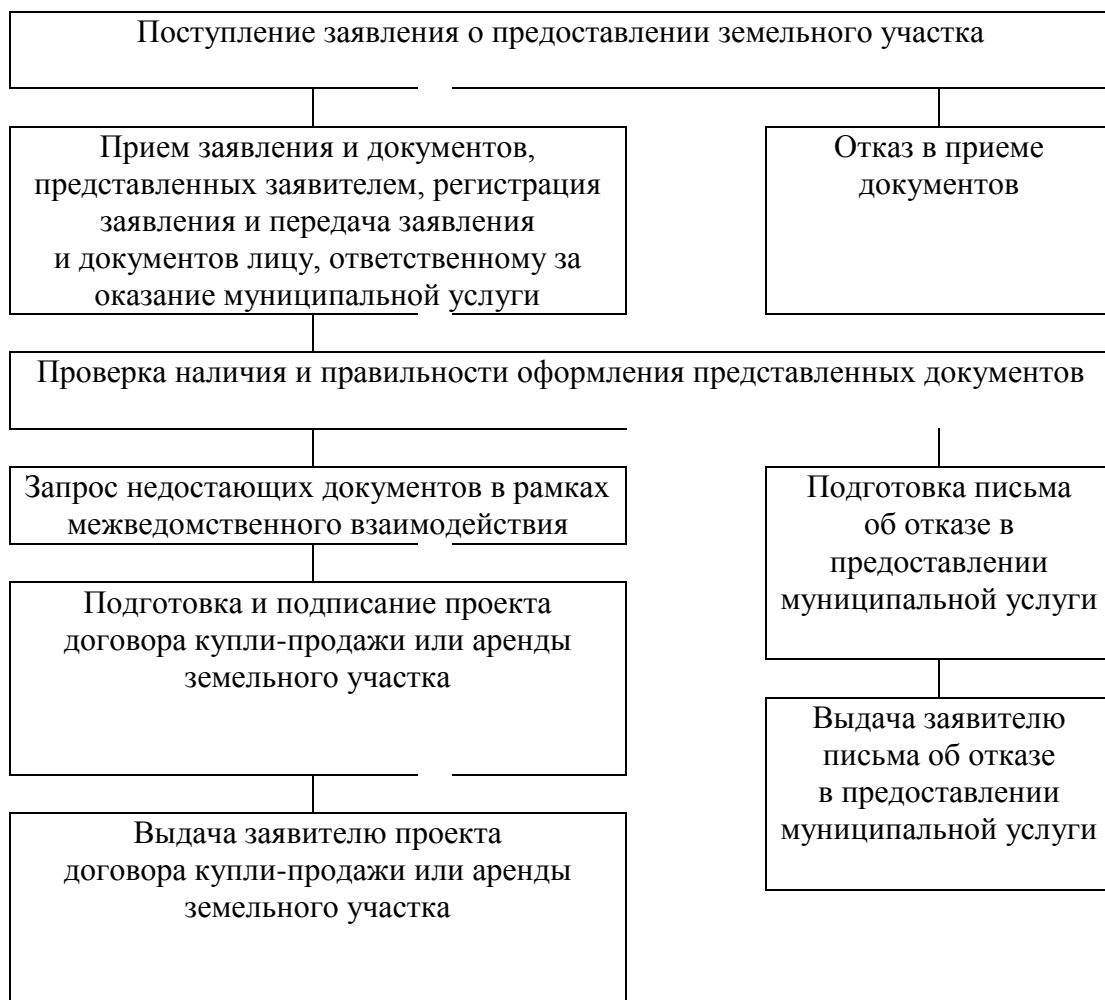 Поступление заявления о предоставлении земельного участка
Прием заявления и документов,
представленных заявителем, регистрация
заявления и передача заявления
и документов лицу, ответственному за
оказание муниципальной услуги
Отказ в приеме
документов
Проверка наличия и правильности оформления представленных документов
Запрос недостающих документов в рамках
межведомственного взаимодействия
Подготовка письма
об отказе в
предоставлении
муниципальной услуги
Подготовка и подписание проекта
договора купли-продажи или аренды
земельного участка
Выдача заявителю
письма об отказе
в предоставлении
муниципальной услуги
Выдача заявителю проекта
договора купли-продажи или аренды
земельного участка